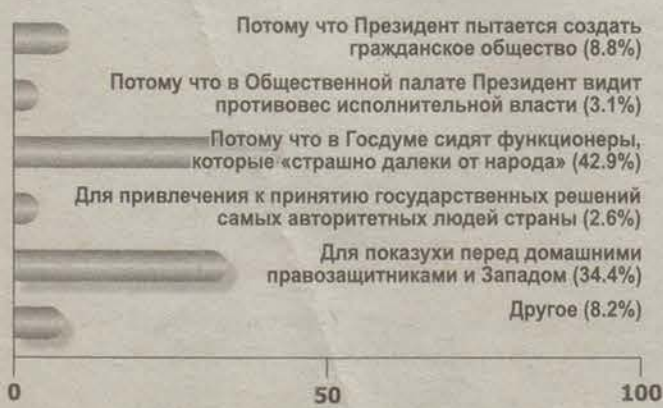 Потому что Президент пытается создать
гражданское общество (8.8%)
Потому что в Общественной палате Президент видит
противовес исполнительной власти (3.1%)
Потому что в Госдуме сидят функционеры,
которые «страшно далеки от народа» (42.9%)
Для привлечения к принятию государственных решений
самых авторитетных людей страны (2.6%)
Для показухи перед домашними
правозащитниками и Западом (34.4%)
Другое (8.2%)
0 50 100